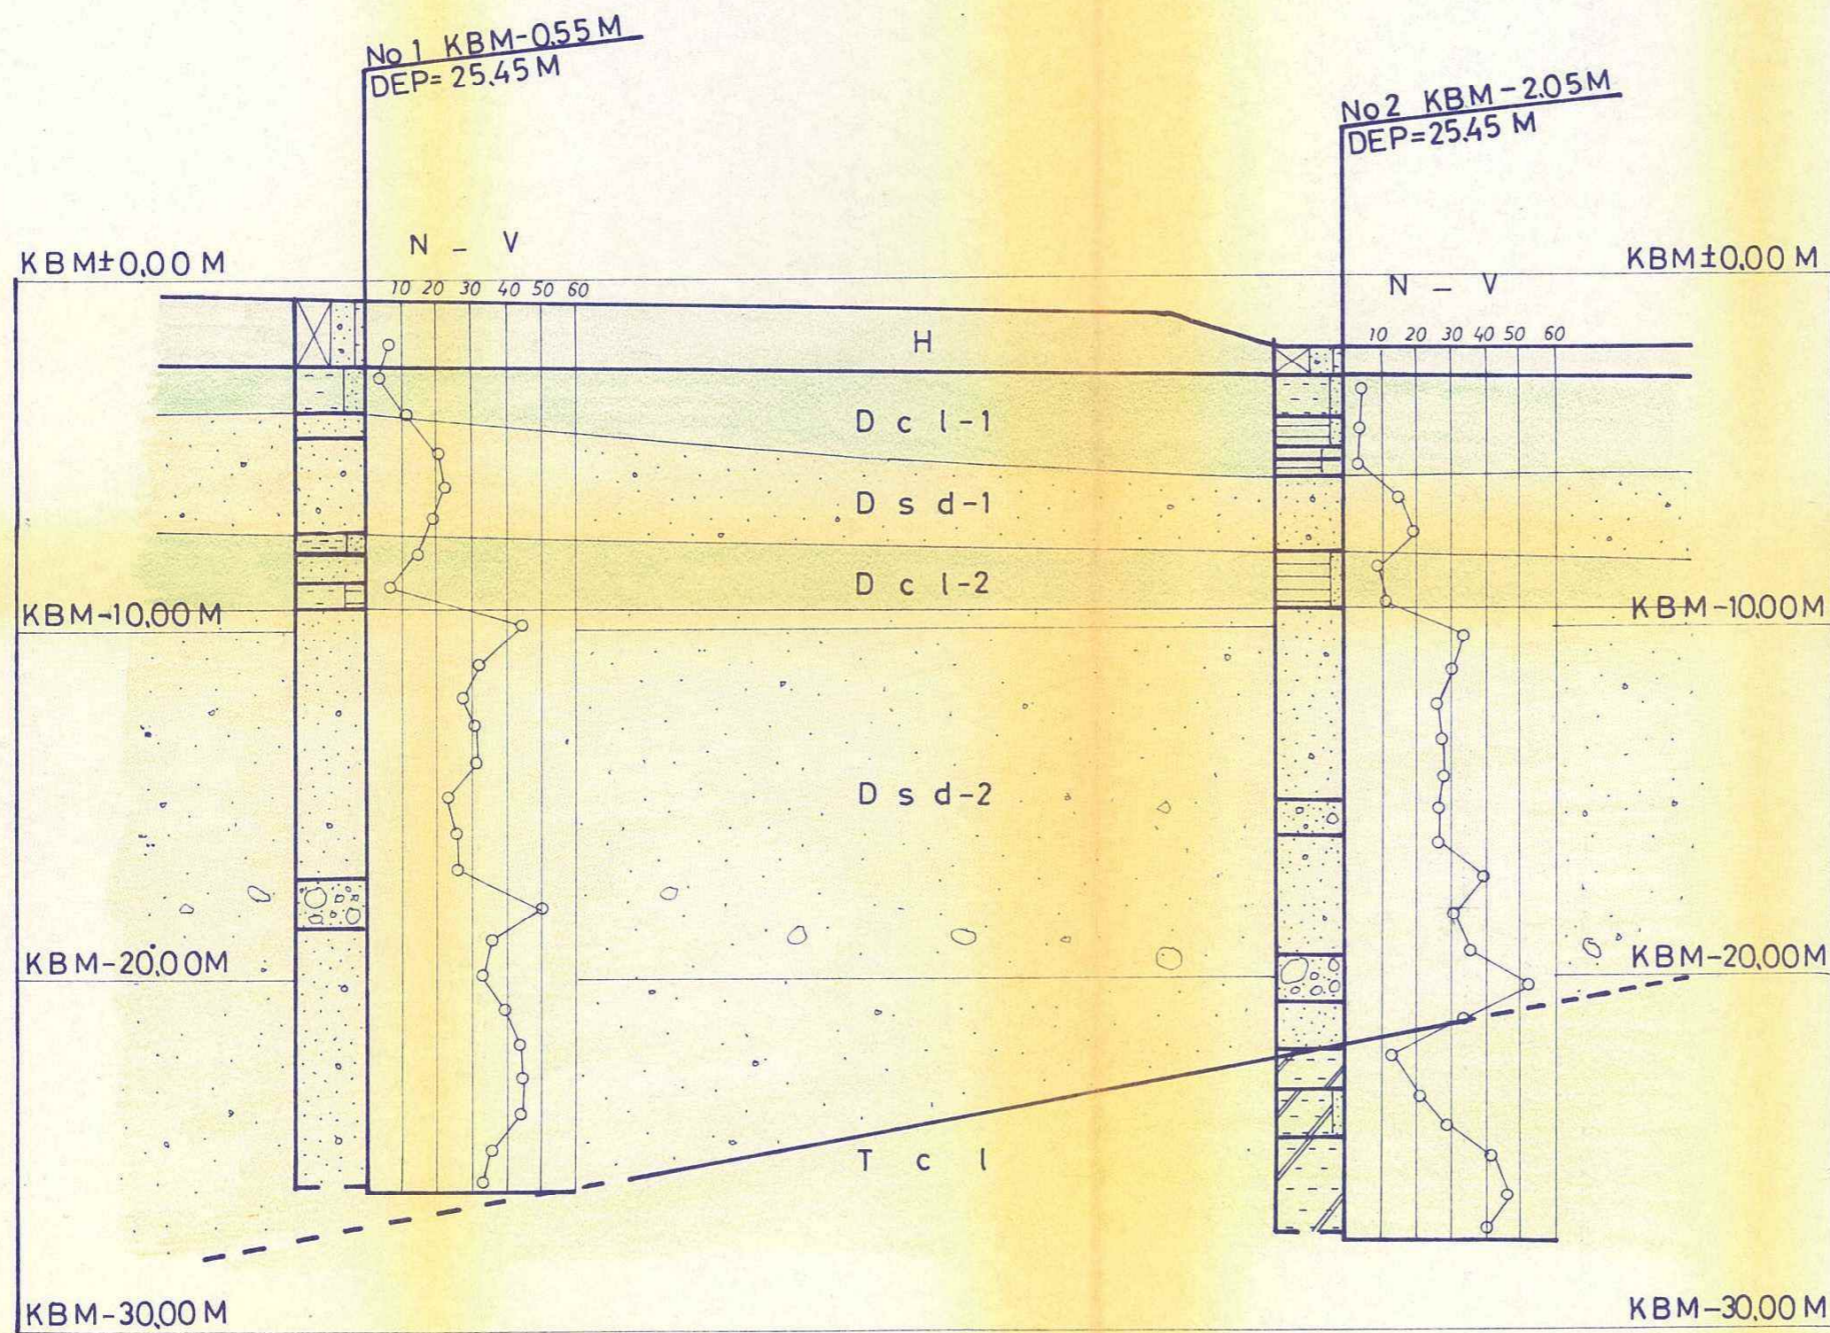 No 1 KBM-0.55 M
DEP= 25.45 M
No 2 KBM-2.05 M
DEP=25.45 M
KBM±0.00 M
N - V
KBM±0.00 M
N - V
10 20 30 40 50 60
10 20 30 40 50 60
H
D c l-1
D s d-1
D c l-2
KBM-10.00 M
KBM-10.00 M
D s d-2
KBM-20.00 M
KBM-20.00 M
T c l
KBM-30.00 M
KBM-30.00 M